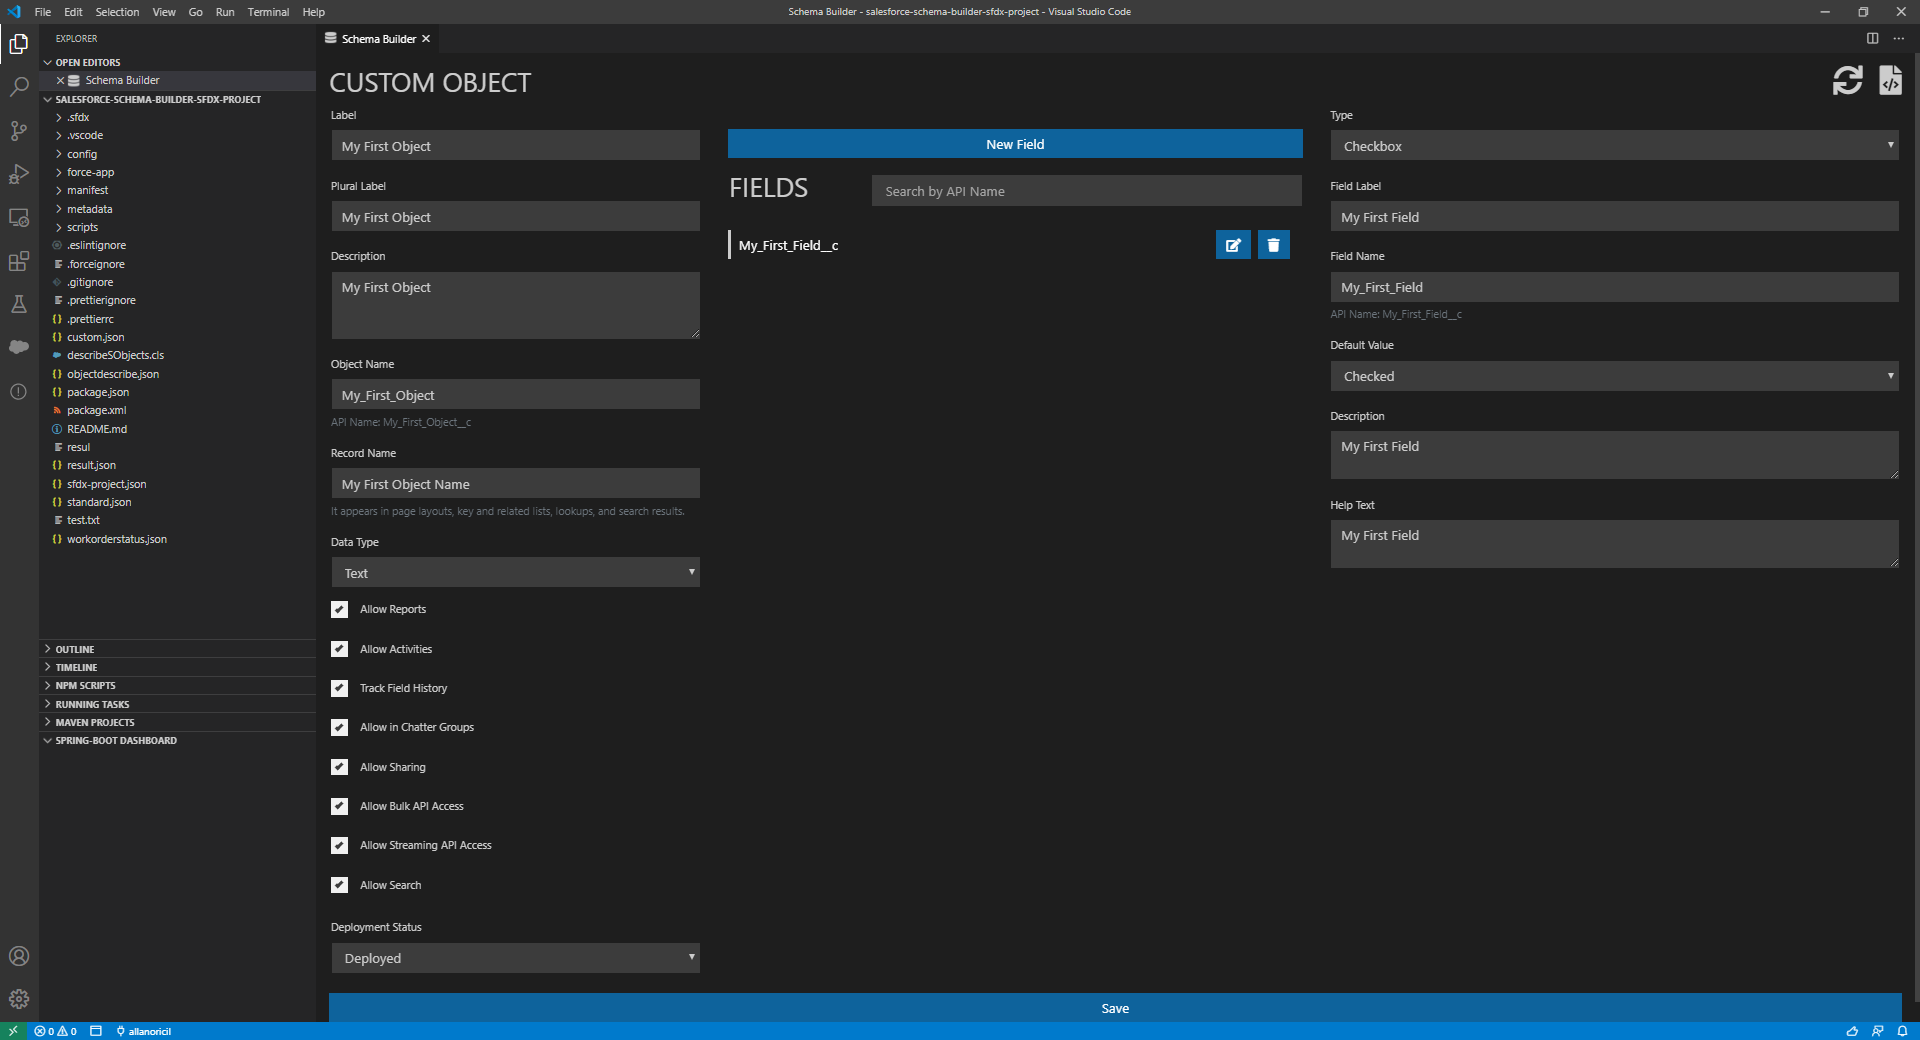 File Edit Selection View Go Run Terminal Help
Schema Builder - salesforce-schema-builder-sfdx-project - Visual Studio Code
EXPLORER
OPEN EDITORS
Schema Builder
SALESFORCE-SCHEMA-BUILDER-SFDX-PROJECT
.sfdx
.vscode
config
force-app
manifest
metadata
scripts
.eslintignore
.forceignore
.gitignore
.prettierignore
.prettierrc
custom.json
describeSObjects.cls
objectdescribe.json
package.json
package.xml
README.md
resul
result.json
sfdx-project.json
standard.json
test.txt
workorderstatus.json
OUTLINE
TIMELINE
NPM SCRIPTS
RUNNING TASKS
MAVEN PROJECTS
SPRING-BOOT DASHBOARD
Schema Builder
CUSTOM OBJECT
Label
My First Object
Plural Label
My First Object
Description
My First Object
Object Name
My_First_Object
API Name: My_First_Object__c
Record Name
My First Object Name
It appears in page layouts, key and related lists, lookups, and search results.
Data Type
Text
Allow Reports
Allow Activities
Track Field History
Allow in Chatter Groups
Allow Sharing
Allow Bulk API Access
Allow Streaming API Access
Allow Search
Deployment Status
Deployed
New Field
FIELDS
Search by API Name
My_First_Field__c
Type
Checkbox
Field Label
My First Field
Field Name
My_First_Field
API Name: My_First_Field__c
Default Value
Checked
Description
My First Field
Help Text
My First Field
Save
0 0 allanoricil